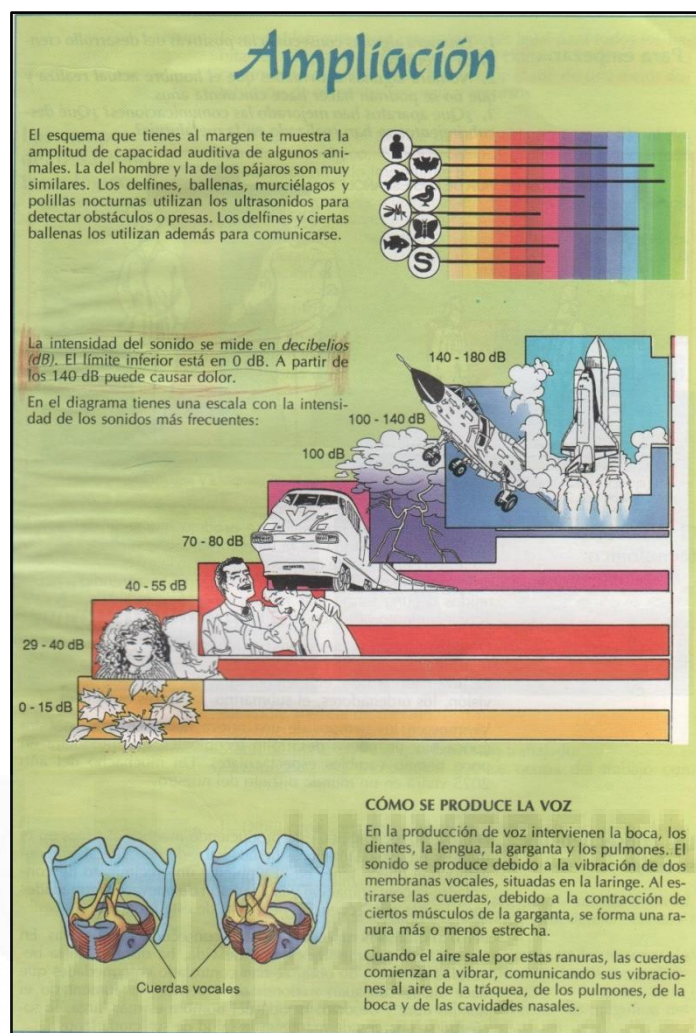 Ampliación
El esquema que tienes al margen te muestra la
amplitud de capacidad auditiva de algunos ani-
males. La del hombre y la de los pájaros son muy
similares. Los delfines, ballenas, murciélagos y
polillas nocturnas utilizan los ultrasonidos para
detectar obstáculos o presas. Los delfines y ciertas
ballenas los utilizan además para comunicarse.
S
La intensidad del sonido se mide en decibelios
(dB). El límite inferior está en 0 dB. A partir de
los 140 dB puede causar dolor.
En el diagrama tienes una escala con la intensi-
dad de los sonidos más frecuentes:
140 - 180 dB
100 - 140 dB
100 dB
70 - 80 dB
40 - 55 dB
29 - 40 dB
0 - 15 dB
CÓMO SE PRODUCE LA VOZ
En la producción de voz intervienen la boca, los
dientes, la lengua, la garganta y los pulmones. El
sonido se produce debido a la vibración de dos
membranas vocales, situadas en la laringe. Al es-
tirarse las cuerdas, debido a la contracción de
ciertos músculos de la garganta, se forma una ra-
nura más o menos estrecha.
Cuando el aire sale por estas ranuras, las cuerdas
comienzan a vibrar, comunicando sus vibracio-
nes al aire de la tráquea, de los pulmones, de la
boca y de las cavidades nasales.
Cuerdas vocales